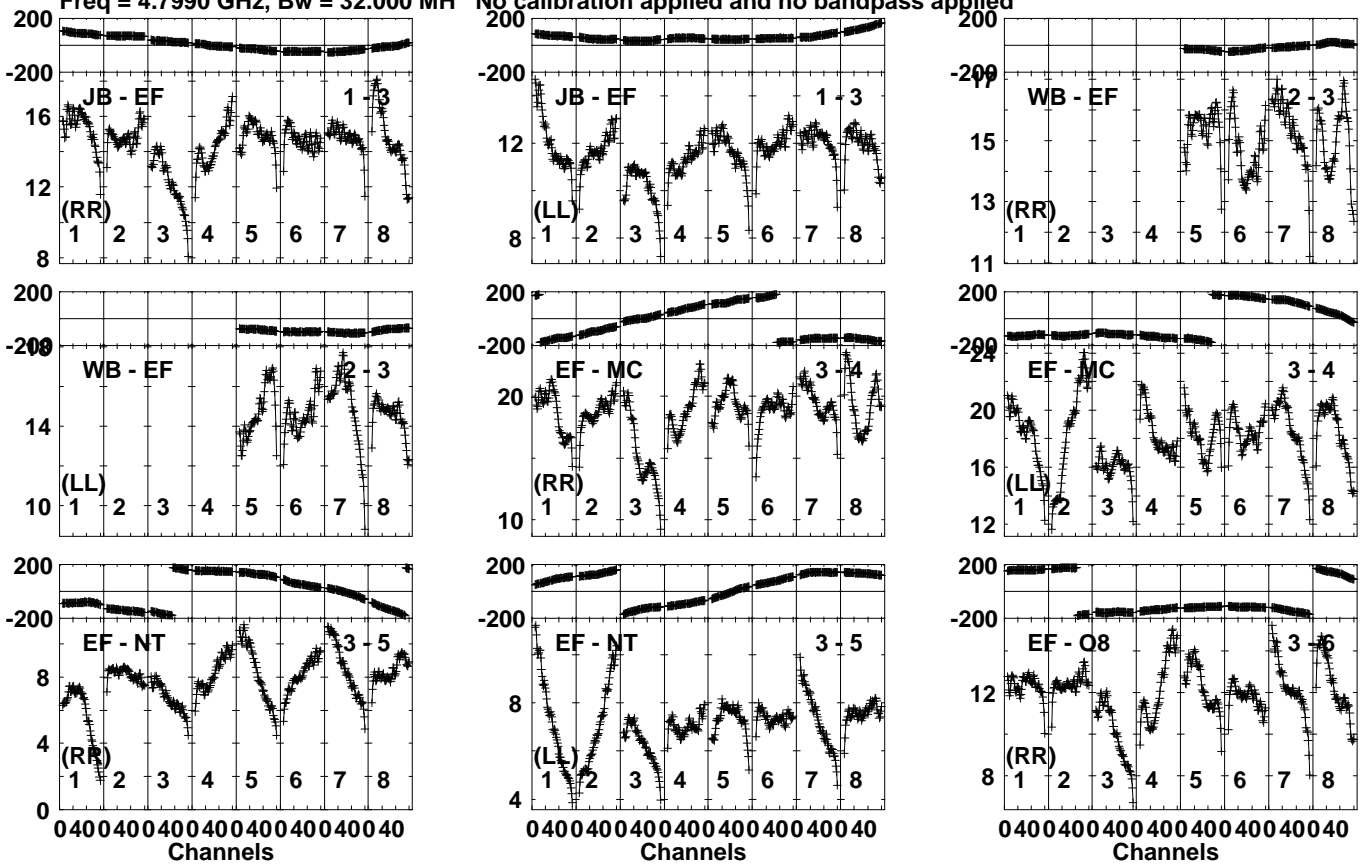 Freq = 4.7990 GHz, Bw = 32.000 MH No calibration applied and no bandpass applied
200
-200
JB - EF 1 - 3
16
12
8
(RR)
1 2 3 4 5 6 7 8
JB - EF 1 - 3
12
8
(LL)
1 2 3 4 5 6 7 8
200
-200
17
WB - EF 2 - 3
15
13
11
(RR)
1 2 3 4 5 6 7 8
200
-200
18
WB - EF 2 - 3
14
10
(LL)
1 2 3 4 5 6 7 8
200
-200
EF - MC 3 - 4
20
10
(RR)
1 2 3 4 5 6 7 8
200
-200
24
EF - MC 3 - 4
20
16
12
(LL)
1 2 3 4 5 6 7 8
200
-200
EF - NT 3 - 5
8
4
0
(RR)
1 2 3 4 5 6 7 8
0 40 0 40 0 40 0 40 0 40 0 40 0 40 0 40
Channels
200
-200
EF - NT 3 - 5
8
4
(LL)
1 2 3 4 5 6 7 8
0 40 0 40 0 40 0 40 0 40 0 40 0 40 0 40
Channels
200
-200
EF - O8 3 - 6
12
8
(RR)
1 2 3 4 5 6 7 8
0 40 0 40 0 40 0 40 0 40 0 40 0 40 0 40
Channels